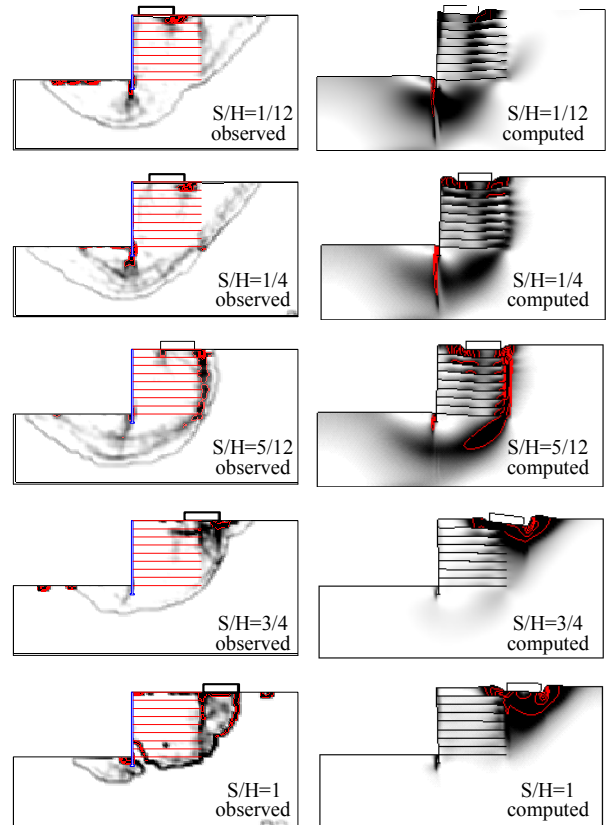 S/H=1/12
observed
S/H=1/12
computed
S/H=1/4
observed
S/H=1/4
computed
S/H=5/12
observed
S/H=5/12
computed
S/H=3/4
observed
S/H=3/4
computed
S/H=1
observed
S/H=1
computed